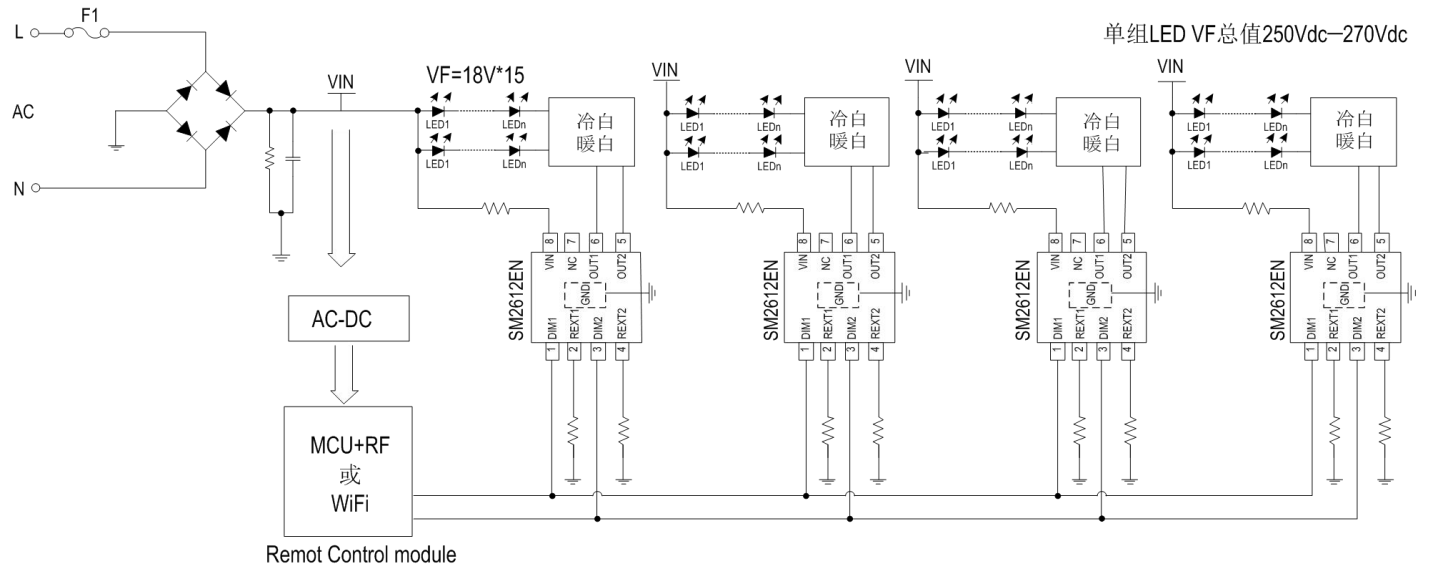 F1
L
AC
N
单组LED VF总值250Vdc—270Vdc
VIN
VF=18V*15
LED1
LEDn
LED1
LEDn
冷白
暖白
8
7
6
5
VIN
NC
OUT1
OUT2
SM2612EN
GND
DIM1
REXT1
DIM2
REXT2
1
2
3
4
VIN
LED1
LEDn
LED1
LEDn
冷白
暖白
8
7
6
5
VIN
NC
OUT1
OUT2
SM2612EN
GND
DIM1
REXT1
DIM2
REXT2
1
2
3
4
VIN
LED1
LEDn
LED1
LEDn
冷白
暖白
8
7
6
5
VIN
NC
OUT1
OUT2
SM2612EN
GND
DIM1
REXT1
DIM2
REXT2
1
2
3
4
VIN
LED1
LEDn
LED1
LEDn
冷白
暖白
8
7
6
5
VIN
NC
OUT1
OUT2
SM2612EN
GND
DIM1
REXT1
DIM2
REXT2
1
2
3
4
AC-DC
MCU+RF
或
WiFi
Remot Control module